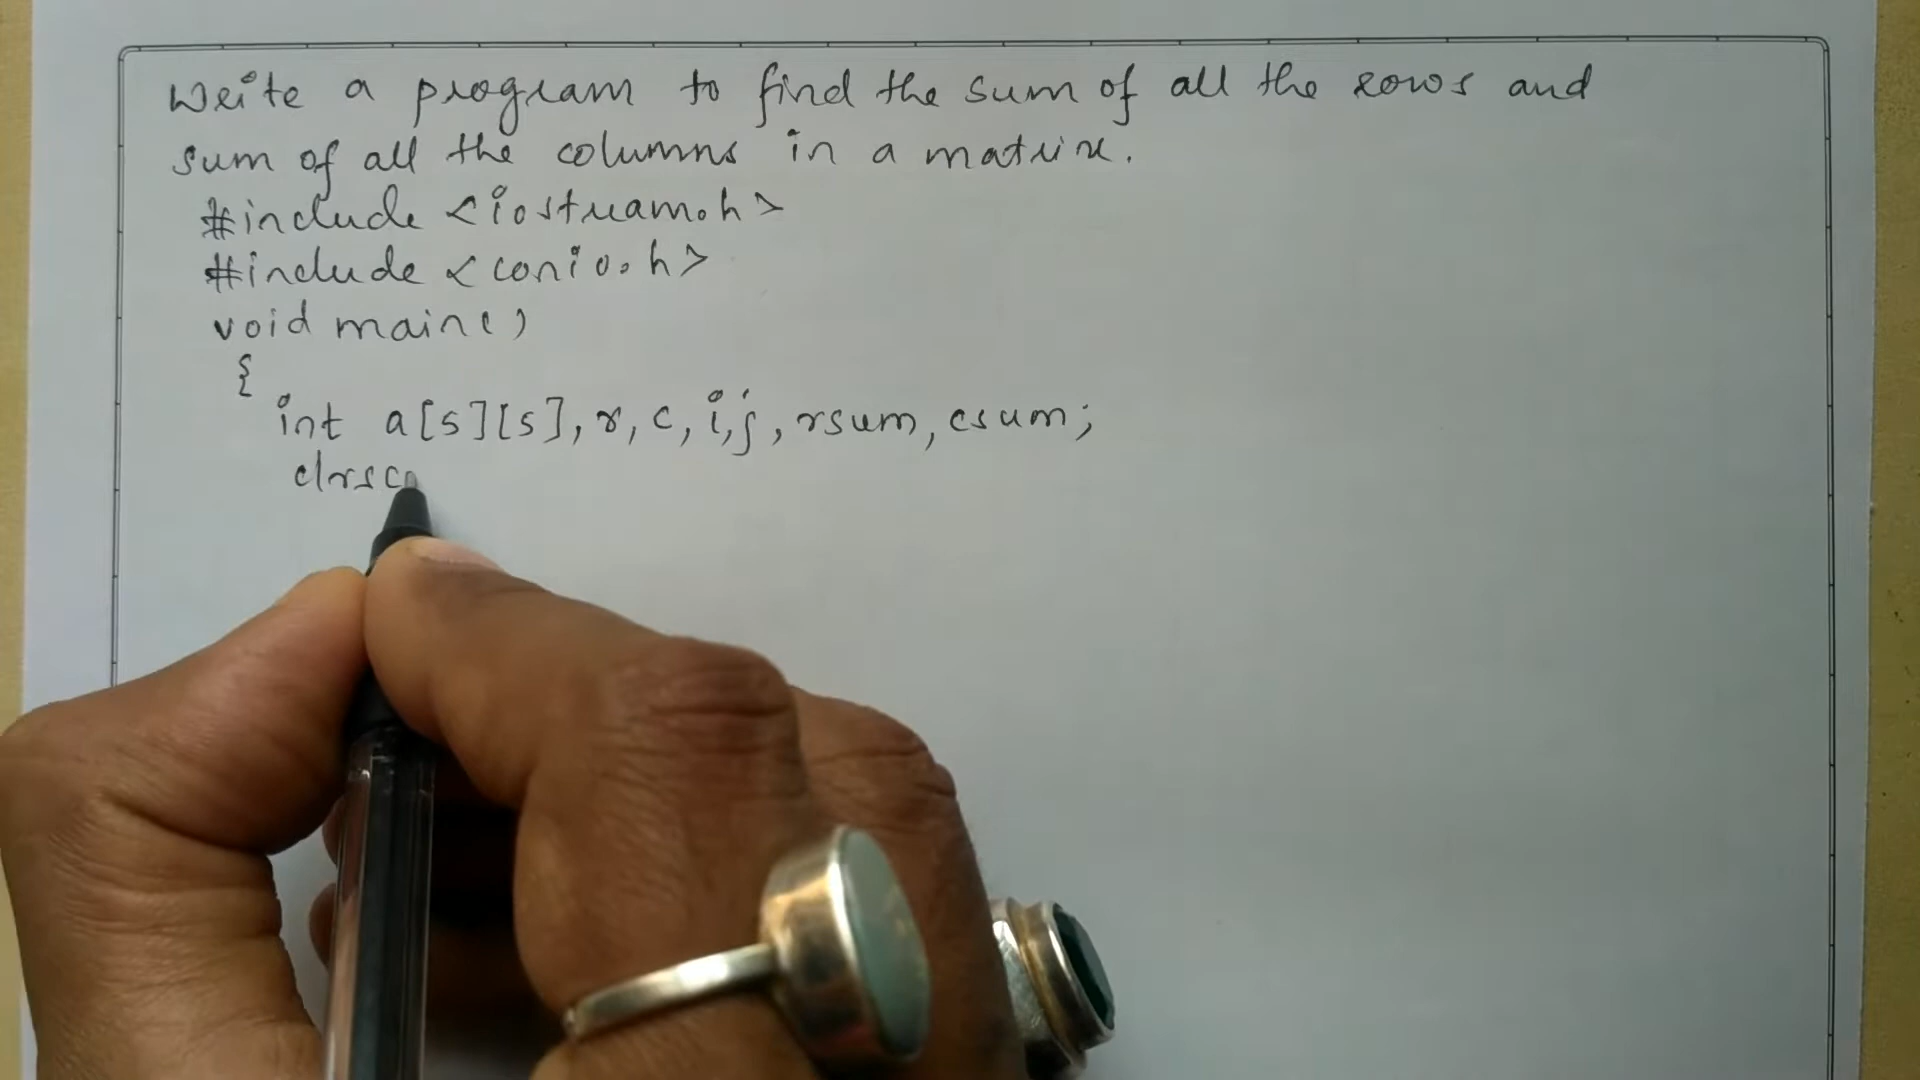 Write a program to find the sum of all the rows and
sum of all the columns in a matrix.
#include <iostream.h>
#include <conio.h>
void main()
{
int a[5][5], r, c, i, j, rsum, csum;
clrsc